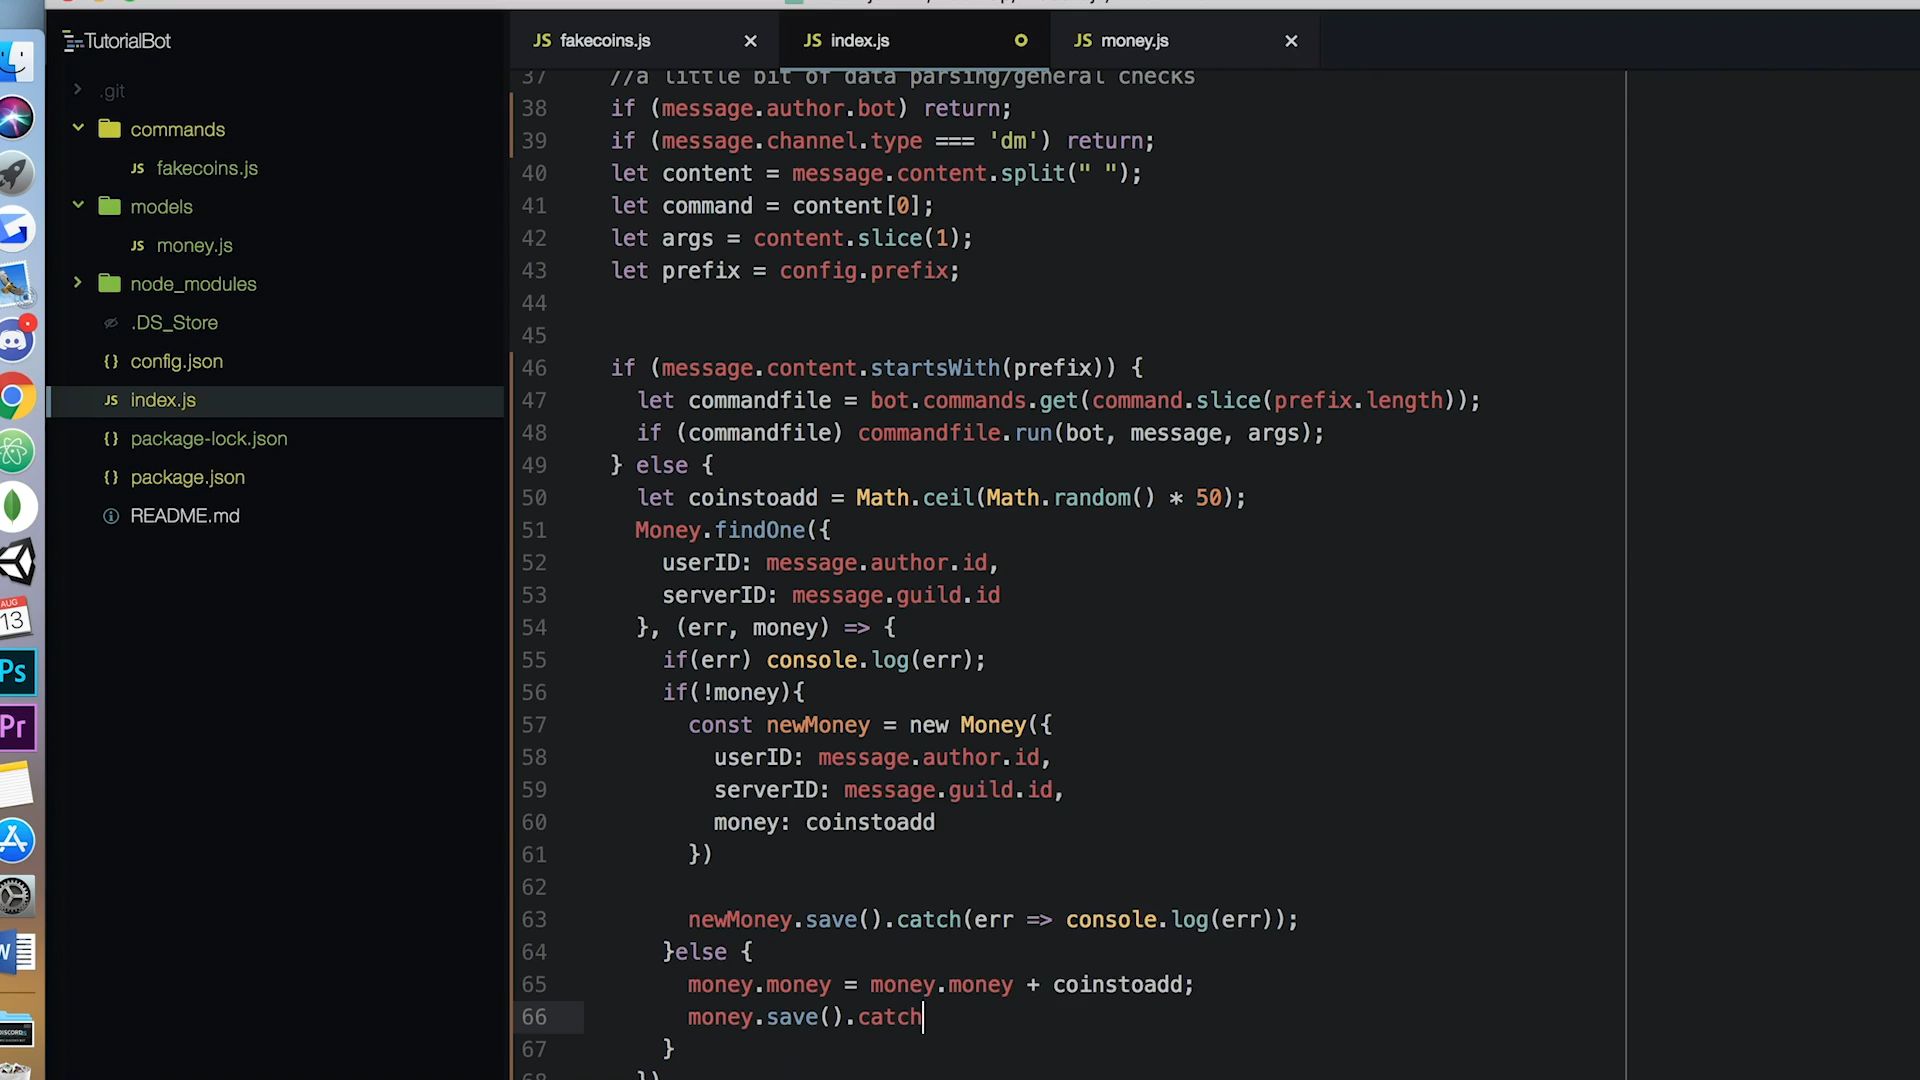 TutorialBot
.git
commands
JS fakecoins.js
models
JS money.js
node_modules
.DS_Store
{} config.json
JS index.js
{} package-lock.json
{} package.json
README.md
JS fakecoins.js ×
JS index.js
JS money.js ×
37 //a little bit of data parsing/general checks
38 if (message.author.bot) return;
39 if (message.channel.type === 'dm') return;
40 let content = message.content.split(" ");
41 let command = content[0];
42 let args = content.slice(1);
43 let prefix = config.prefix;
44
45
46 if (message.content.startsWith(prefix)) {
47 let commandfile = bot.commands.get(command.slice(prefix.length));
48 if (commandfile) commandfile.run(bot, message, args);
49 } else {
50 let coinstoadd = Math.ceil(Math.random() * 50);
51 Money.findOne({
52 userID: message.author.id,
53 serverID: message.guild.id
54 }, (err, money) => {
55 if(err) console.log(err);
56 if(!money){
57 const newMoney = new Money({
58 userID: message.author.id,
59 serverID: message.guild.id,
60 money: coinstoadd
61 })
62
63 newMoney.save().catch(err => console.log(err));
64 }else {
65 money.money = money.money + coinstoadd;
66 money.save().catch
67 }
68 })
AUG
13
Ps
Pr
W
DISCORD